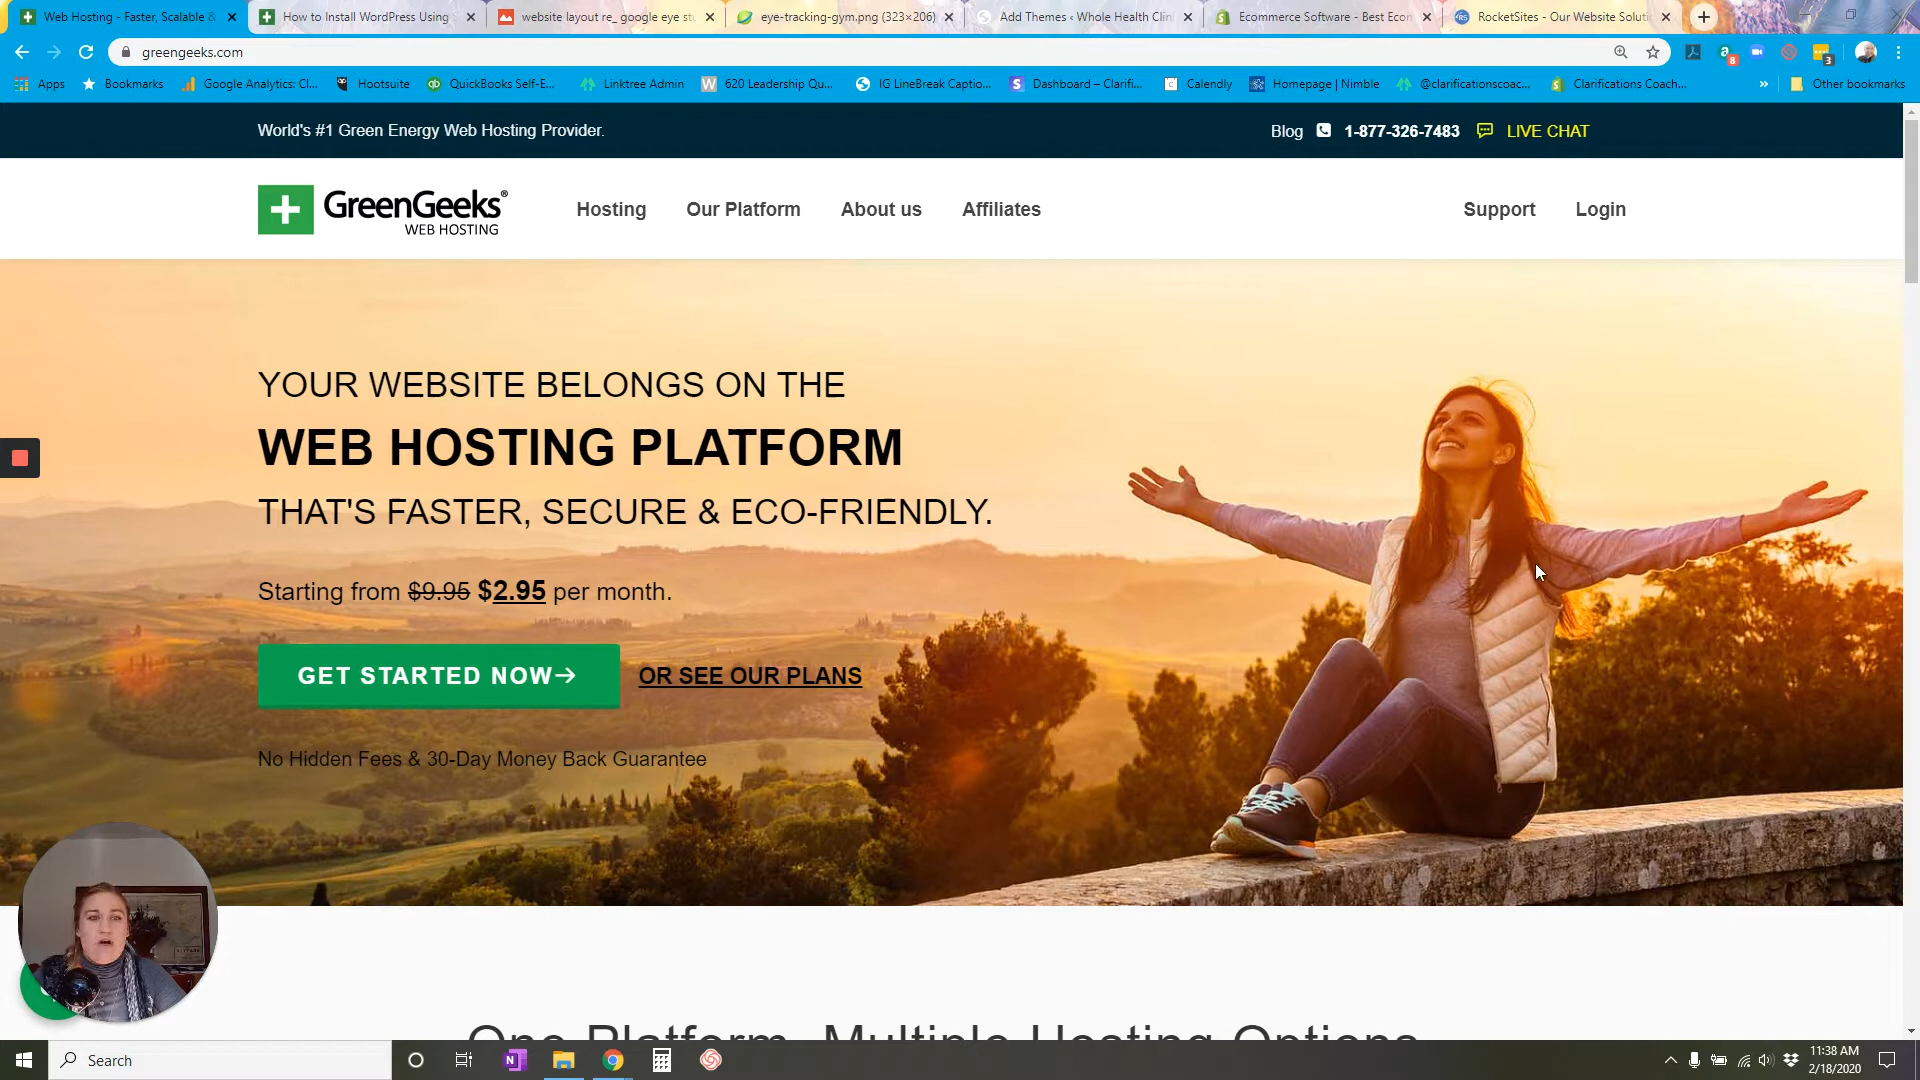 Web Hosting - Faster, Scalable &
How to Install WordPress Using
website layout re_ google eye stu
eye-tracking-gym.png (323×206)
Add Themes ‹ Whole Health Clin
Ecommerce Software - Best Econ
RocketSites - Our Website Soluti
greengeeks.com
Apps
Bookmarks
Google Analytics: Cl...
Hootsuite
QuickBooks Self-E...
Linktree Admin
620 Leadership Qu...
IG LineBreak Captio...
Dashboard – Clarifi...
Calendly
Homepage | Nimble
@clarificationscoac...
Clarifications Coach...
»
Other bookmarks
8
3
World's #1 Green Energy Web Hosting Provider.
Blog 1-877-326-7483 LIVE CHAT
GreenGeeks®
WEB HOSTING
Hosting
Our Platform
About us
Affiliates
Support
Login
YOUR WEBSITE BELONGS ON THE
WEB HOSTING PLATFORM
THAT'S FASTER, SECURE & ECO-FRIENDLY.
Starting from $9.95 $2.95 per month.
GET STARTED NOW→
OR SEE OUR PLANS
No Hidden Fees & 30-Day Money Back Guarantee
One Platform, Multiple Hosting Options
Search
11:38 AM
2/18/2020